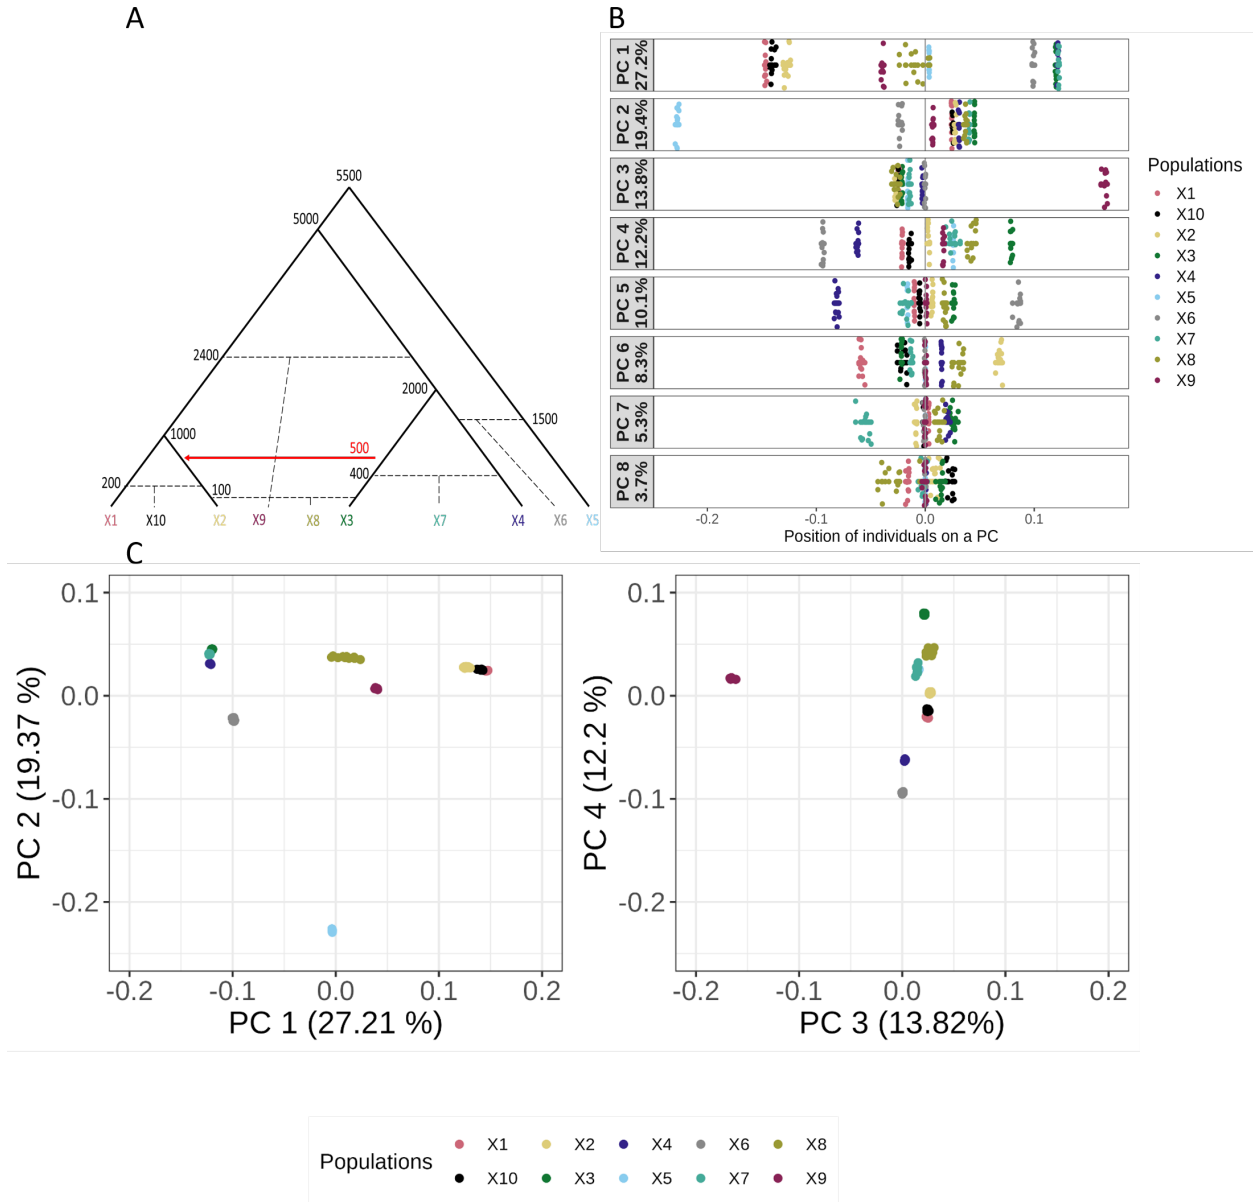 A
5500
5000
2400
2000
1500
1000
500
400
200
100
X1 X10 X2 X9 X8 X3 X7 X4 X6 X5
B
PC 1
27.2%
PC 2
19.4%
PC 3
13.8%
PC 4
12.2%
PC 5
10.1%
PC 6
8.3%
PC 7
5.3%
PC 8
3.7%
-0.2 -0.1 0.0 0.1
Position of individuals on a PC
Populations
X1
X10
X2
X3
X4
X5
X6
X7
X8
X9
C
0.1
0.0
-0.1
-0.2
PC 2 (19.37 %)
-0.2 -0.1 0.0 0.1 0.2
PC 1 (27.21 %)
0.1
0.0
-0.1
-0.2
PC 4 (12.2 %)
-0.2 -0.1 0.0 0.1 0.2
PC 3 (13.82%)
Populations
X1 X2 X4 X6 X8
X10 X3 X5 X7 X9